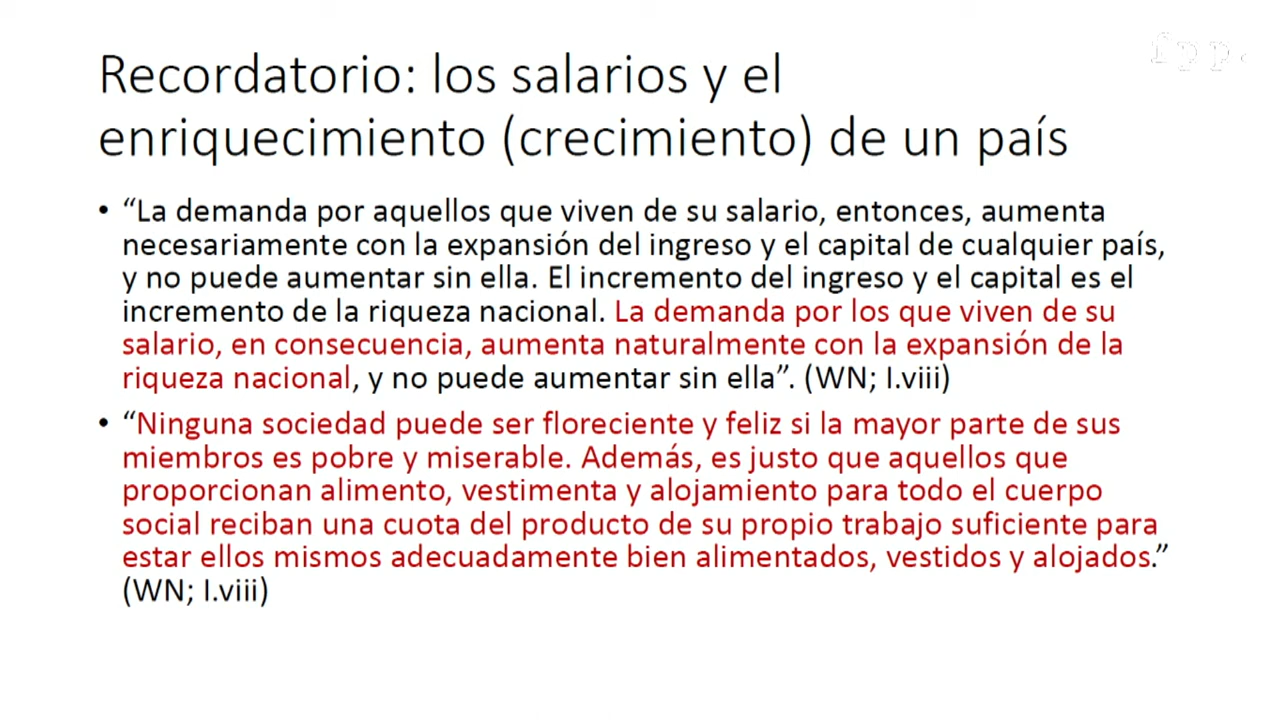 fpp.
Recordatorio: los salarios y el
enriquecimiento (crecimiento) de un país
• “La demanda por aquellos que viven de su salario, entonces, aumenta
necesariamente con la expansión del ingreso y el capital de cualquier país,
y no puede aumentar sin ella. El incremento del ingreso y el capital es el
incremento de la riqueza nacional. La demanda por los que viven de su
salario, en consecuencia, aumenta naturalmente con la expansión de la
riqueza nacional, y no puede aumentar sin ella”. (WN; I.viii)
• “Ninguna sociedad puede ser floreciente y feliz si la mayor parte de sus
miembros es pobre y miserable. Además, es justo que aquellos que
proporcionan alimento, vestimenta y alojamiento para todo el cuerpo
social reciban una cuota del producto de su propio trabajo suficiente para
estar ellos mismos adecuadamente bien alimentados, vestidos y alojados.”
(WN; I.viii)